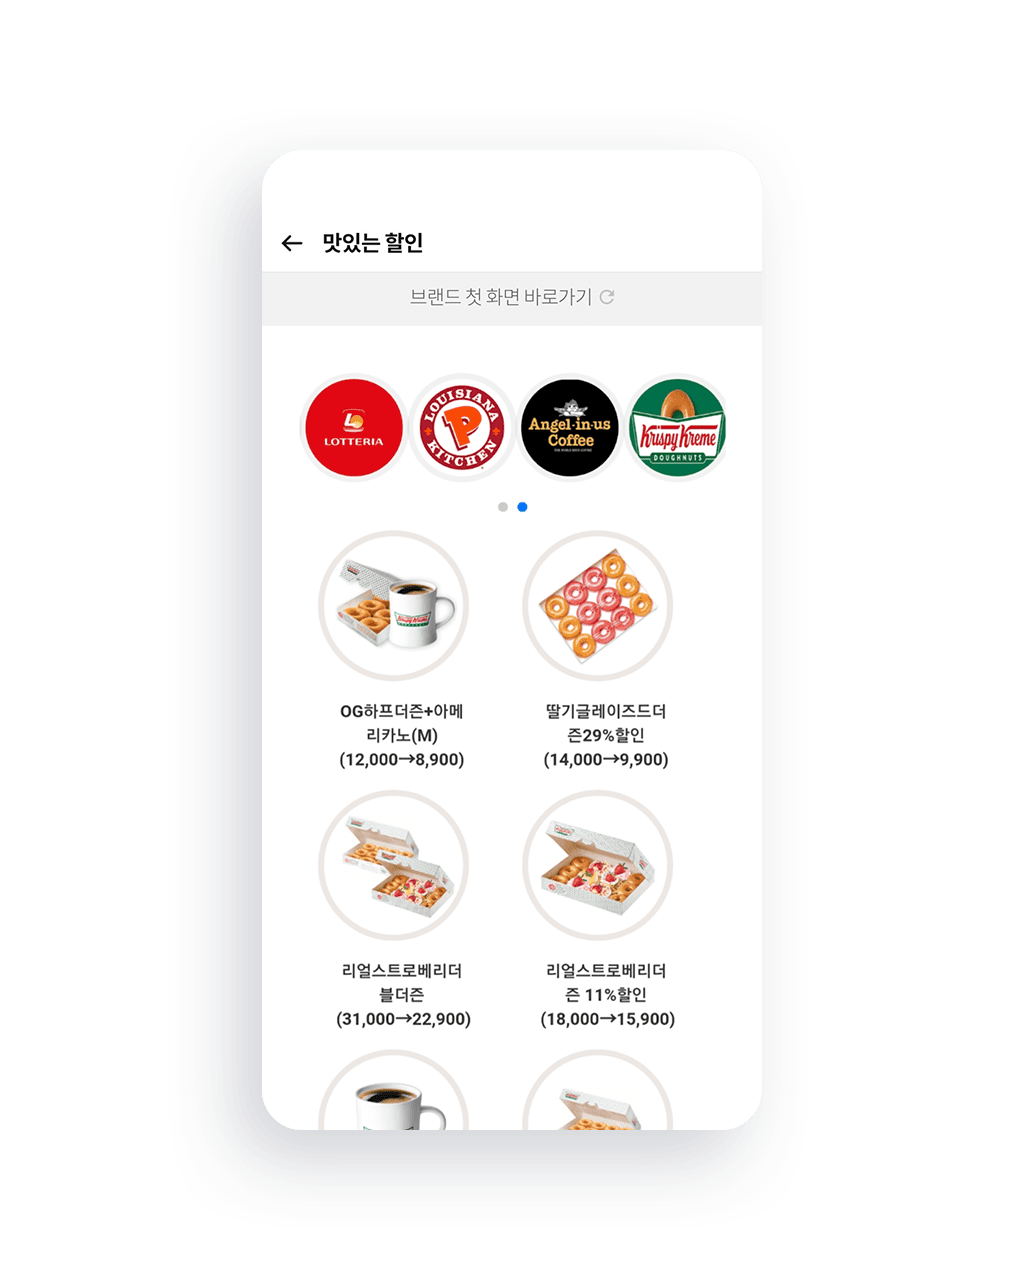 맛있는 할인
브랜드 첫 화면 바로가기
LOTTERIA
LOUISIANA
KITCHEN
Angel-in-us
Coffee
Krispy Kreme
DOUGHNUTS
Krispy Kreme
OG하프더즌+아메
리카노(M)
(12,000→8,900)
딸기글레이즈드더
즌29%할인
(14,000→9,900)
리얼스트로베리더
블더즌
(31,000→22,900)
리얼스트로베리더
즌 11%할인
(18,000→15,900)